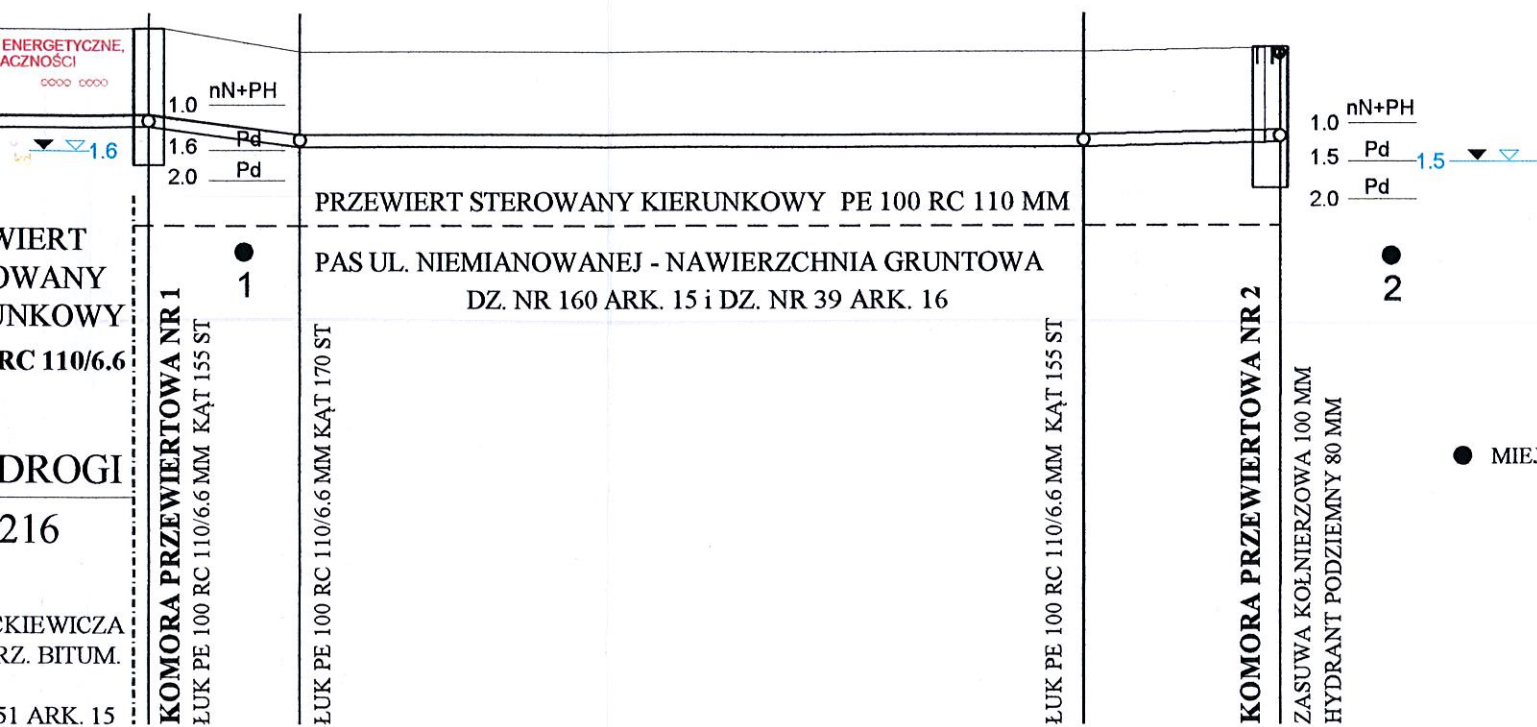 ENERGETYCZNE,
ACZNOŚCI
1.6
1.0 nN+PH
1.6 Pd
2.0 Pd
1.0 nN+PH
1.5 Pd
1.5
2.0 Pd
PRZEWIERT STEROWANY KIERUNKOWY PE 100 RC 110 MM
PAS UL. NIEMIANOWANEJ - NAWIERZCHNIA GRUNTOWA
DZ. NR 160 ARK. 15 i DZ. NR 39 ARK. 16
1
2
WIERT
OWANY
UNKOWY
RC 110/6.6
DROGI
216
CKIEWICZA
RZ. BITUM.
51 ARK. 15
KOMORA PRZEWIERTOWA NR 1
ŁUK PE 100 RC 110/6.6 MM KĄT 155 ST
ŁUK PE 100 RC 110/6.6 MM KĄT 170 ST
ŁUK PE 100 RC 110/6.6 MM KĄT 155 ST
KOMORA PRZEWIERTOWA NR 2
ZASUWA KOŁNIERZOWA 100 MM
HYDRANT PODZIEMNY 80 MM
MIEJ